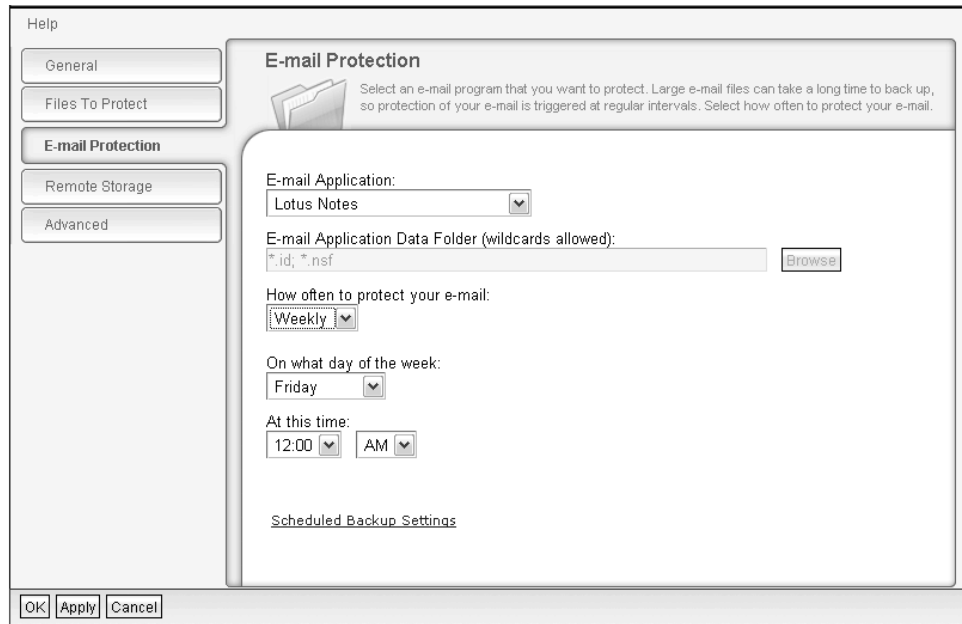 Help
General
Files To Protect
E-mail Protection
Remote Storage
Advanced
E-mail Protection
Select an e-mail program that you want to protect. Large e-mail files can take a long time to back up,
so protection of your e-mail is triggered at regular intervals. Select how often to protect your e-mail.
E-mail Application:
Lotus Notes
E-mail Application Data Folder (wildcards allowed):
*.id; *.nsf
Browse
How often to protect your e-mail:
Weekly
On what day of the week:
Friday
At this time:
12:00 AM
Scheduled Backup Settings
OK Apply Cancel